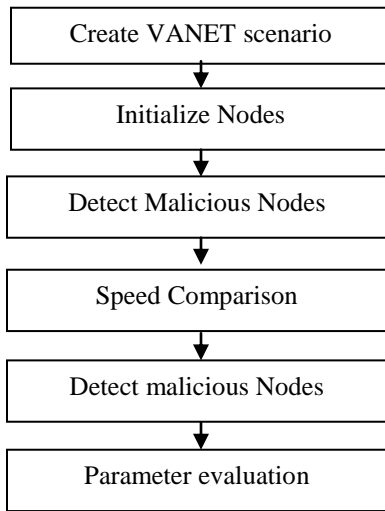 Create VANET scenario
Initialize Nodes
Detect Malicious Nodes
Speed Comparison
Detect malicious Nodes
Parameter evaluation